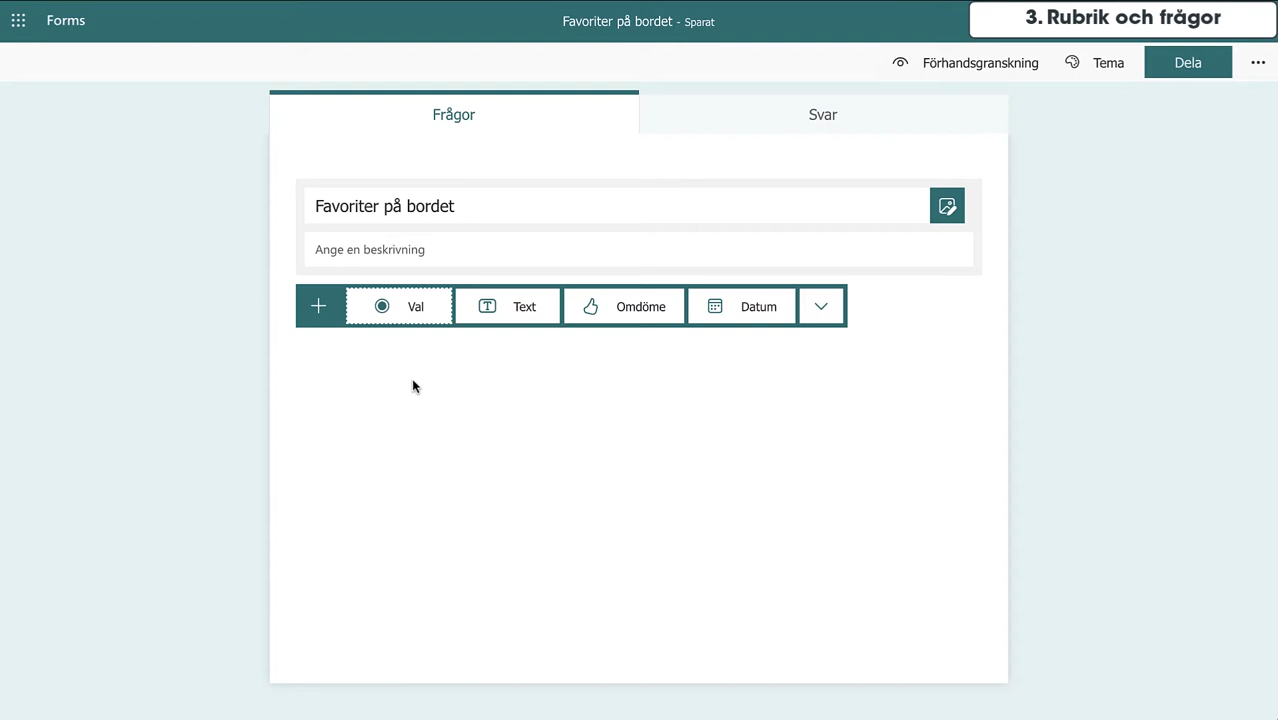 Forms
Favoriter på bordet - Sparat
3. Rubrik och frågor
Förhandsgranskning
Tema
Dela
Frågor
Svar
Favoriter på bordet
Ange en beskrivning
Val
Text
Omdöme
Datum